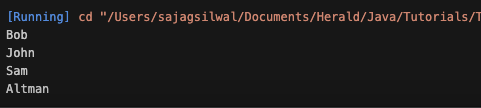 [Running] cd "/Users/sajagsilwal/Documents/Herald/Java/Tutorials/T
Bob
John
Sam
Altman